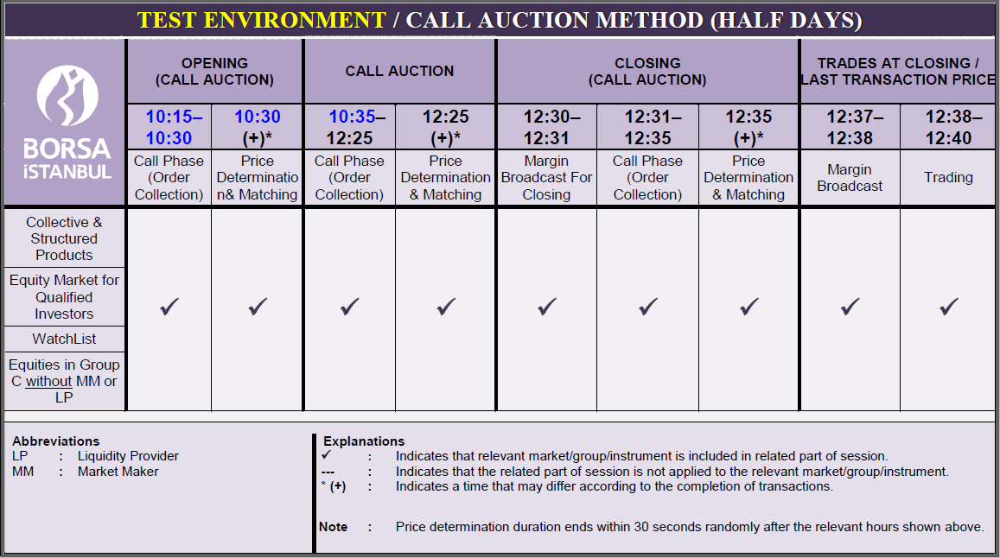 TEST ENVIRONMENT / CALL AUCTION METHOD (HALF DAYS)
BORSA
İSTANBUL
OPENING
(CALL AUCTION)
CALL AUCTION
CLOSING
(CALL AUCTION)
TRADES AT CLOSING /
LAST TRANSACTION PRICE
10:15–
10:30
10:30
(+)*
10:35–
12:25
12:25
(+)*
12:30–
12:31
12:31–
12:35
12:35
(+)*
12:37–
12:38
12:38–
12:40
Call Phase
(Order
Collection)
Price
Determinatio
n& Matching
Call Phase
(Order
Collection)
Price
Determination
& Matching
Margin
Broadcast For
Closing
Call Phase
(Order
Collection)
Price
Determination
& Matching
Margin
Broadcast
Trading
Collective &
Structured
Products
Equity Market for
Qualified
Investors
WatchList
Equities in Group
C without MM or
LP
✓ ✓ ✓ ✓ ✓ ✓ ✓ ✓ ✓
Abbreviations
LP : Liquidity Provider
MM : Market Maker
Explanations
✓ : Indicates that relevant market/group/instrument is included in related part of session.
--- : Indicates that the related part of session is not applied to the relevant market/group/instrument.
* (+) : Indicates a time that may differ according to the completion of transactions.
Note : Price determination duration ends within 30 seconds randomly after the relevant hours shown above.